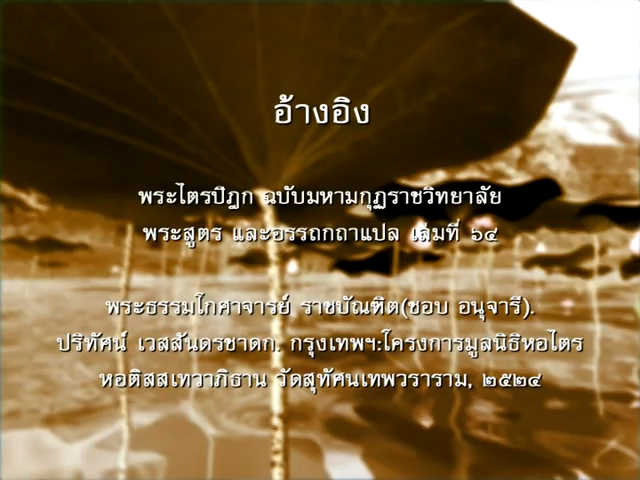 อ้างอิง
พระไตรปิฎก ฉบับมหามกุฏราชวิทยาลัย
พระสูตร และอรรถกถาแปล เล่มที่ ๖๔
พระธรรมโกศาจารย์ ราชบัณฑิต(ชอบ อนุจารี).
ปริทัศน์ เวสสันดรชาดก. กรุงเทพฯ:โครงการมูลนิธิหอไตร
หอติสสเทวาภิธาน วัดสุทัศนเทพวราราม, ๒๕๒๔